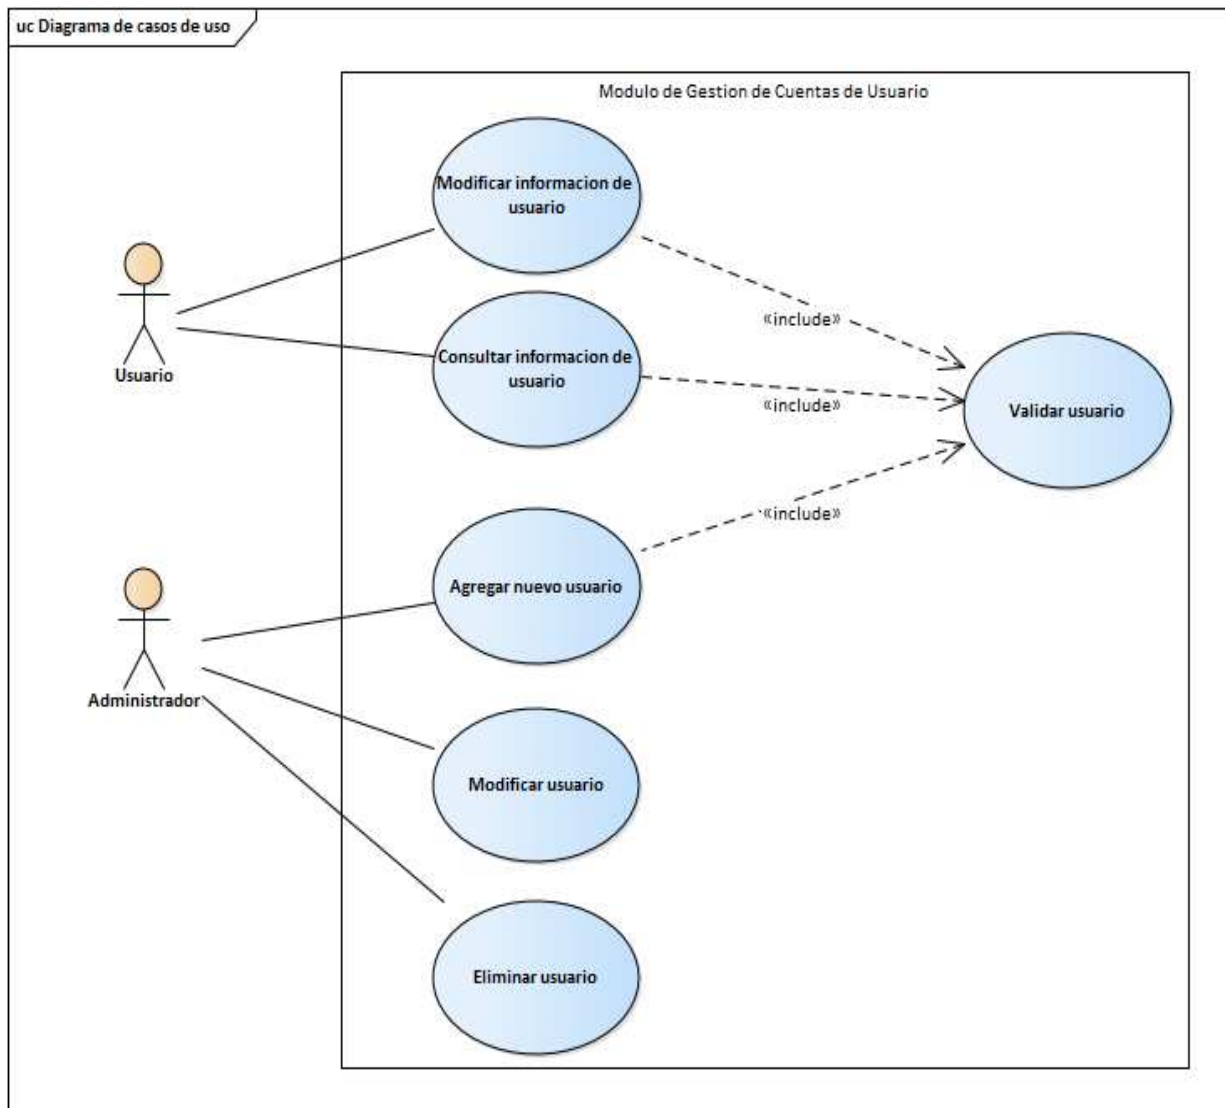 uc Diagrama de casos de uso
Modulo de Gestion de Cuentas de Usuario
Modificar informacion de
usuario
«include»
Usuario
Consultar informacion de
usuario
«include»
Validar usuario
«include»
Agregar nuevo usuario
Administrador
Modificar usuario
Eliminar usuario